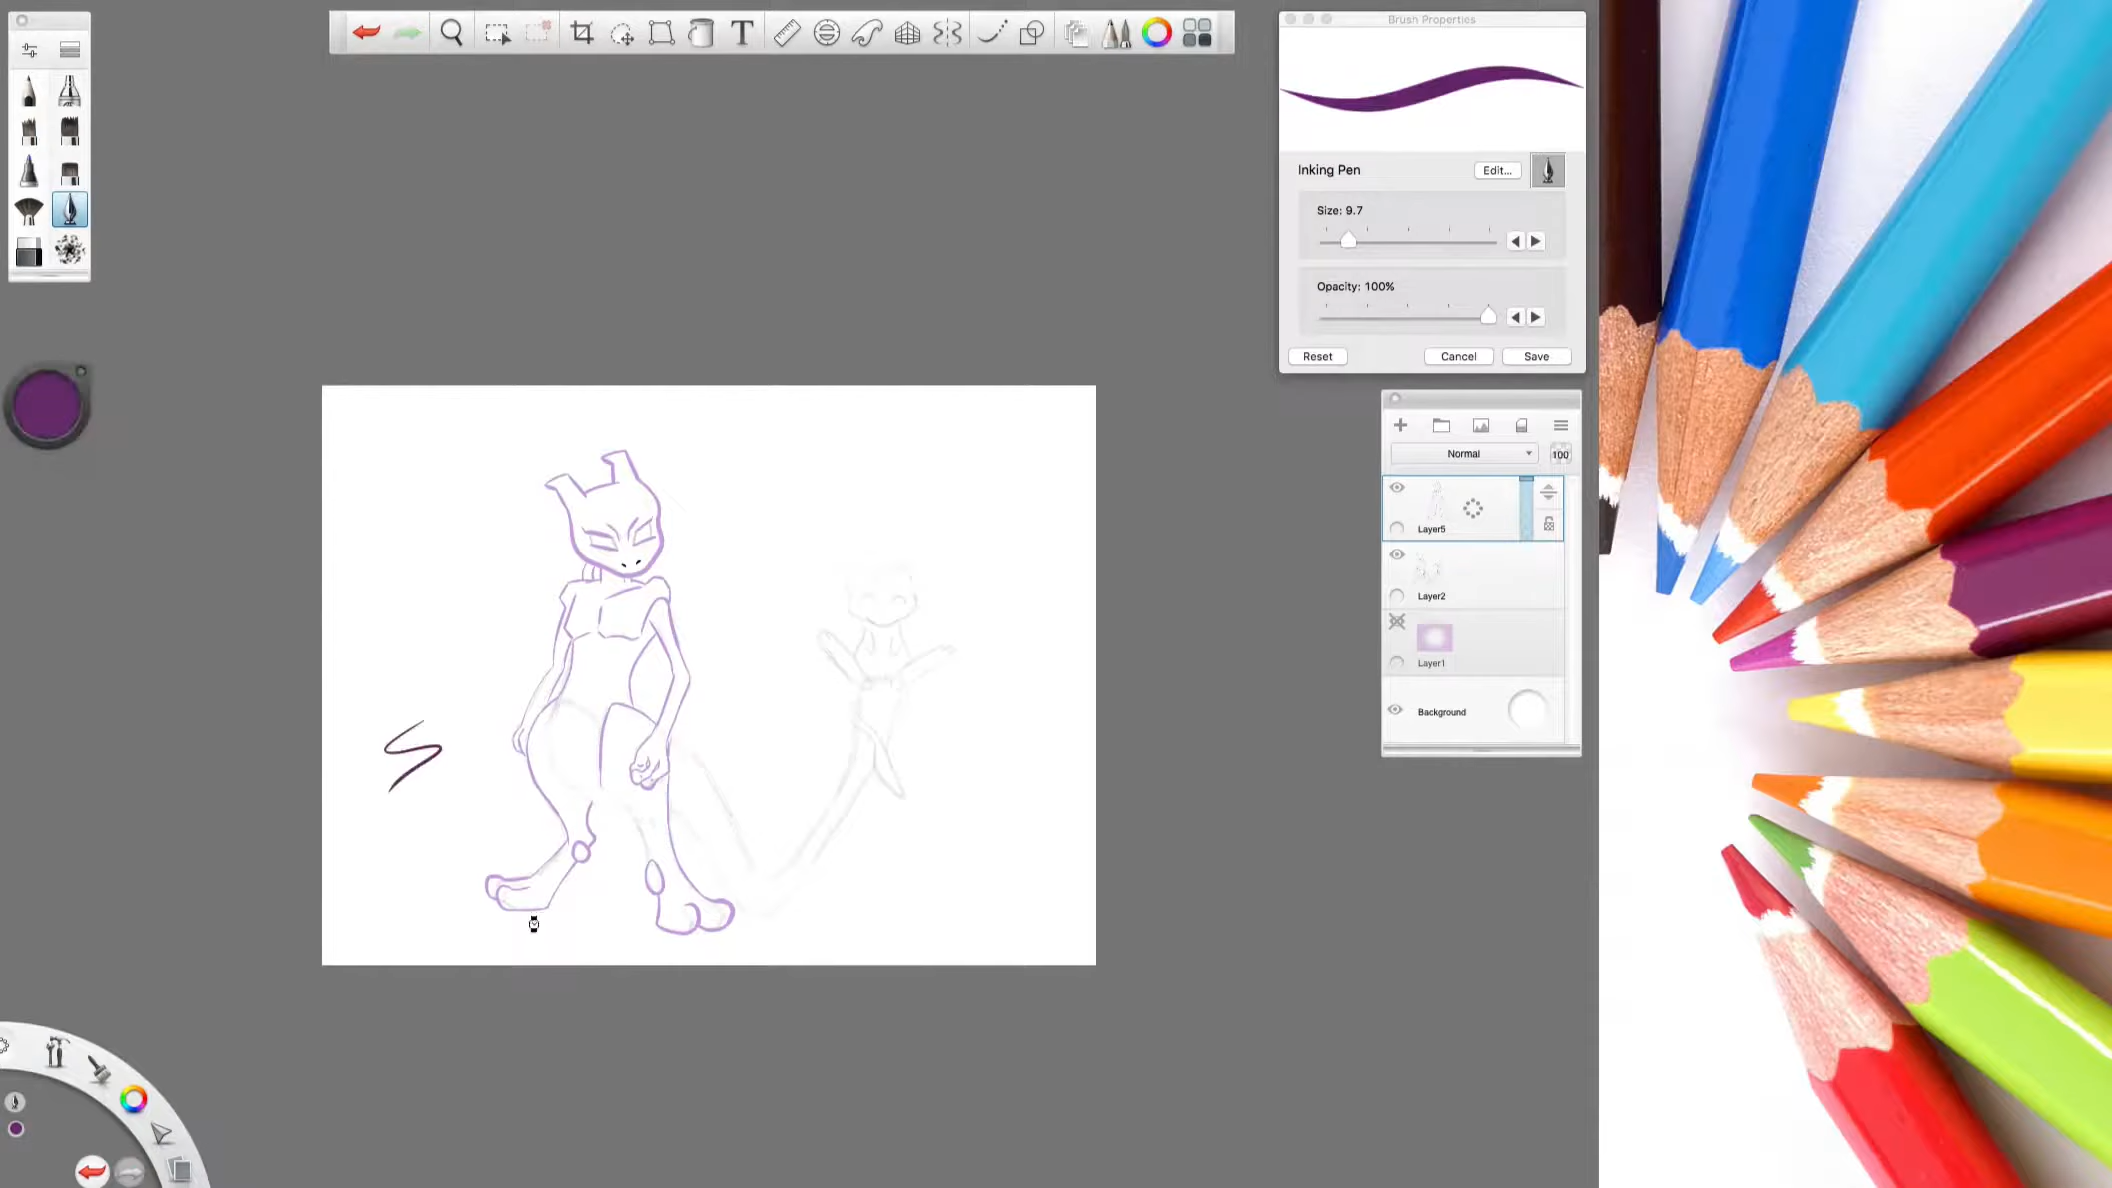 Brush Properties
Inking Pen
Edit...
Size: 9.7
Opacity: 100%
Reset
Cancel
Save
Normal
100
Layer5
Layer2
Layer1
Background